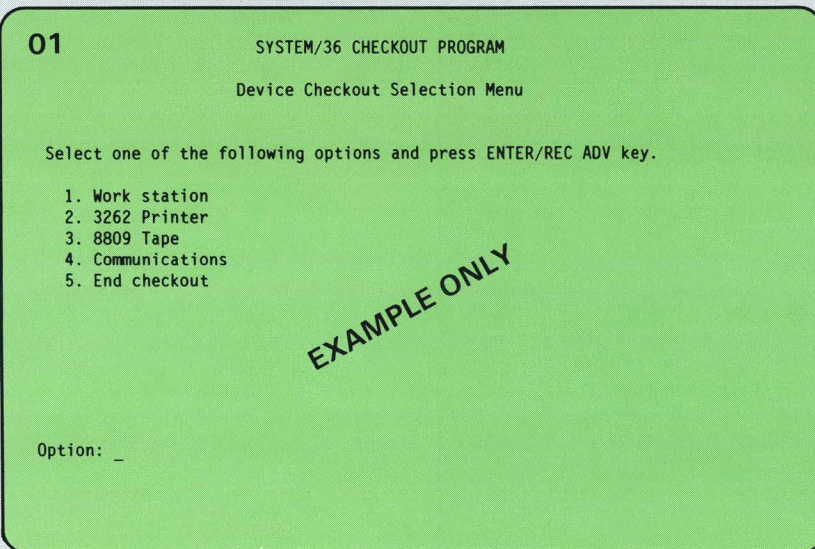 01
SYSTEM/36 CHECKOUT PROGRAM
Device Checkout Selection Menu
Select one of the following options and press ENTER/REC ADV key.
1. Work station
2. 3262 Printer
3. 8809 Tape
4. Communications
5. End checkout
EXAMPLE ONLY
Option: _